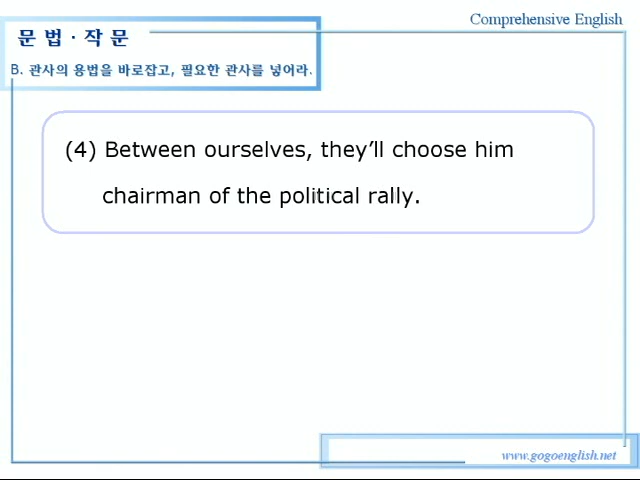 Comprehensive English
문 법 · 작 문
B. 관사의 용법을 바로잡고, 필요한 관사를 넣어라.
(4) Between ourselves, they’ll choose him
chairman of the political rally.
www.gogoenglish.net